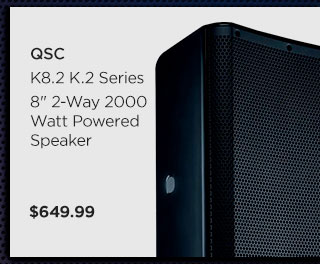 QSC
K8.2 K.2 Series
8" 2-Way 2000
Watt Powered
Speaker
$649.99